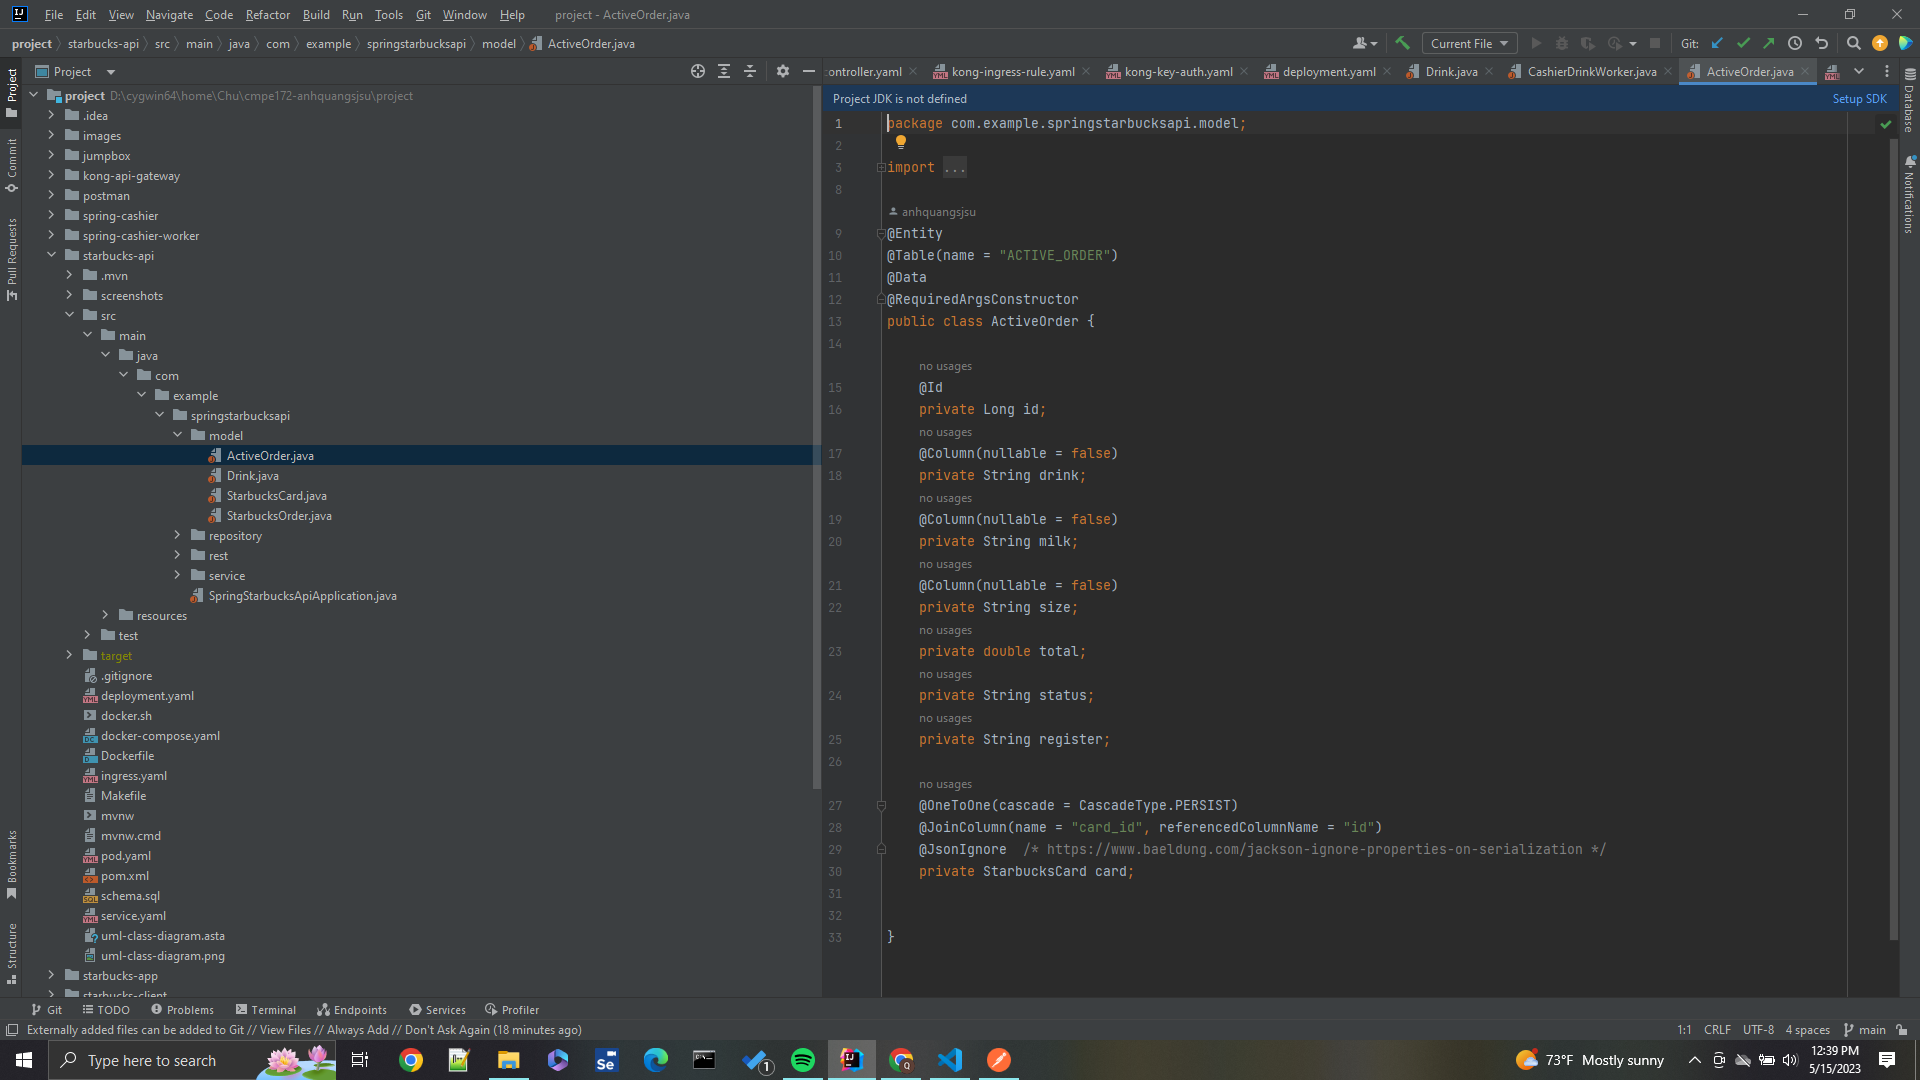 File Edit View Navigate Code Refactor Build Run Tools Git Window Help project - ActiveOrder.java
project starbucks-api src main java com example springstarbucksapi model ActiveOrder.java Current File Git:
Project
ontroller.yaml kong-ingress-rule.yaml kong-key-auth.yaml deployment.yaml Drink.java CashierDrinkWorker.java ActiveOrder.java
Project JDK is not defined Setup SDK
project D:\cygwin64\home\Chu\cmpe172-anhquangsjsu\project
.idea
images
jumpbox
kong-api-gateway
postman
spring-cashier
spring-cashier-worker
starbucks-api
.mvn
screenshots
src
main
java
com
example
springstarbucksapi
model
ActiveOrder.java
Drink.java
StarbucksCard.java
StarbucksOrder.java
repository
rest
service
SpringStarbucksApiApplication.java
resources
test
target
.gitignore
deployment.yaml
docker.sh
docker-compose.yaml
Dockerfile
ingress.yaml
Makefile
mvnw
mvnw.cmd
pod.yaml
pom.xml
schema.sql
service.yaml
uml-class-diagram.asta
uml-class-diagram.png
starbucks-app
starbucks-client
1 package com.example.springstarbucksapi.model;
2
3 import ...
8
anhquangsjsu
9 @Entity
10 @Table(name = "ACTIVE_ORDER")
11 @Data
12 @RequiredArgsConstructor
13 public class ActiveOrder {
14
no usages
15 @Id
16 private Long id;
no usages
17 @Column(nullable = false)
18 private String drink;
no usages
19 @Column(nullable = false)
20 private String milk;
no usages
21 @Column(nullable = false)
22 private String size;
no usages
23 private double total;
no usages
24 private String status;
no usages
25 private String register;
26
no usages
27 @OneToOne(cascade = CascadeType.PERSIST)
28 @JoinColumn(name = "card_id", referencedColumnName = "id")
29 @JsonIgnore /* https://www.baeldung.com/jackson-ignore-properties-on-serialization */
30 private StarbucksCard card;
31
32
33 }
Project
Commit
Pull Requests
Bookmarks
Structure
Database
Notifications
Git TODO Problems Terminal Endpoints Services Profiler
Externally added files can be added to Git // View Files // Always Add // Don't Ask Again (18 minutes ago) 1:1 CRLF UTF-8 4 spaces main
Type here to search Se 1 73°F Mostly sunny 12:39 PM
5/15/2023